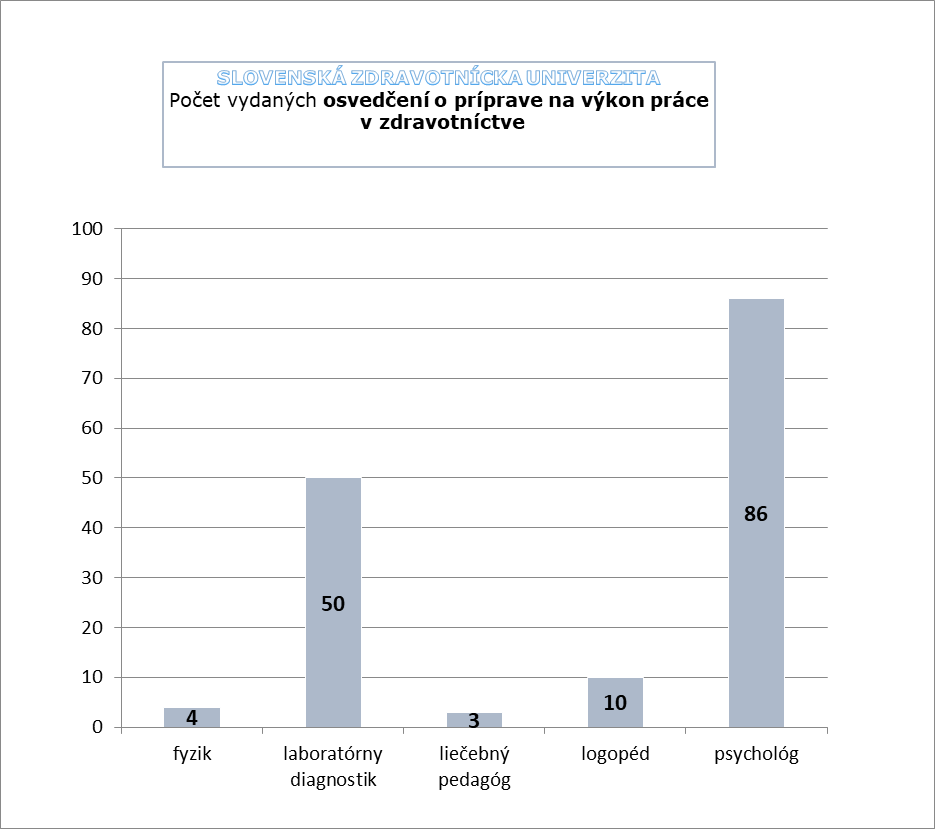 SLOVENSKÁ ZDRAVOTNÍCKA UNIVERZITA
Počet vydaných osvedčení o príprave na výkon práce
v zdravotníctve
100
90
80
70
60
50
40
30
20
10
0
4
50
3
10
86
fyzik
laboratórny
diagnostik
liečebný
pedagóg
logopéd
psychológ